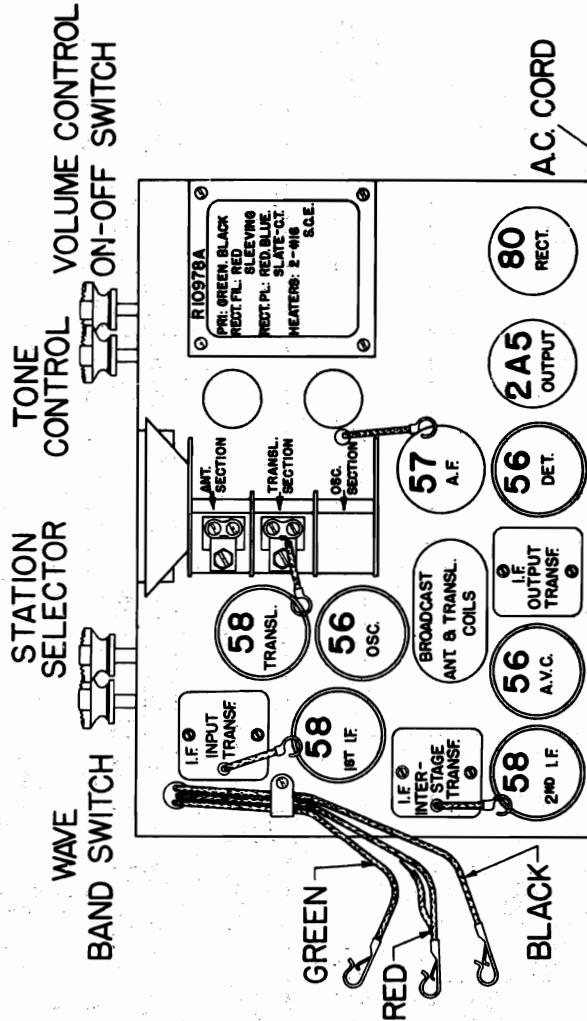 WAVE
BAND SWITCH
STATION
SELECTOR
TONE
CONTROL
VOLUME CONTROL
ON-OFF SWITCH
R10978A
PRI: GREEN. BLACK
RECT. FIL: RED
SLEEVING
RECT. PL: RED. BLUE.
SLATE-C.T.
HEATERS: 2-#16
S.C.E.
ANT.
SECTION
TRANSL.
SECTION
OSC.
SECTION
I.F.
INPUT
TRANSF.
58
TRANSL.
56
OSC.
58
1ST I.F.
BROADCAST
ANT & TRANSL.
COILS
57
A.F.
I.F.
INTER-
STAGE
TRANSF.
58
2ND I.F.
56
A.V.C.
I.F.
OUTPUT
TRANSF.
56
DET.
2A5
OUTPUT
80
RECT.
A.C. CORD
GREEN
RED
BLACK